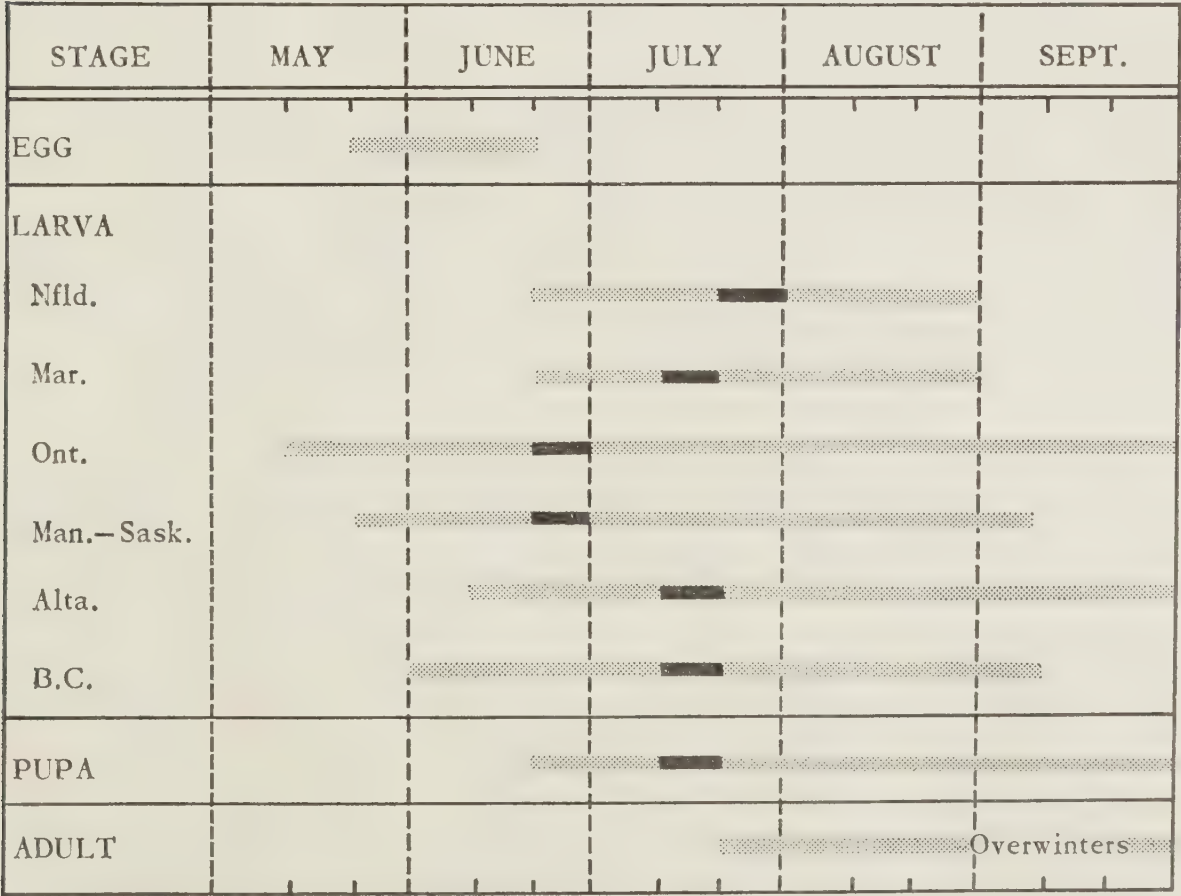 STAGE MAY JUNE JULY AUGUST SEPT.
EGG
LARVA
Nfld.
Mar.
Ont.
Man.—Sask.
Alta.
B.C.
PUPA
ADULT Overwinters